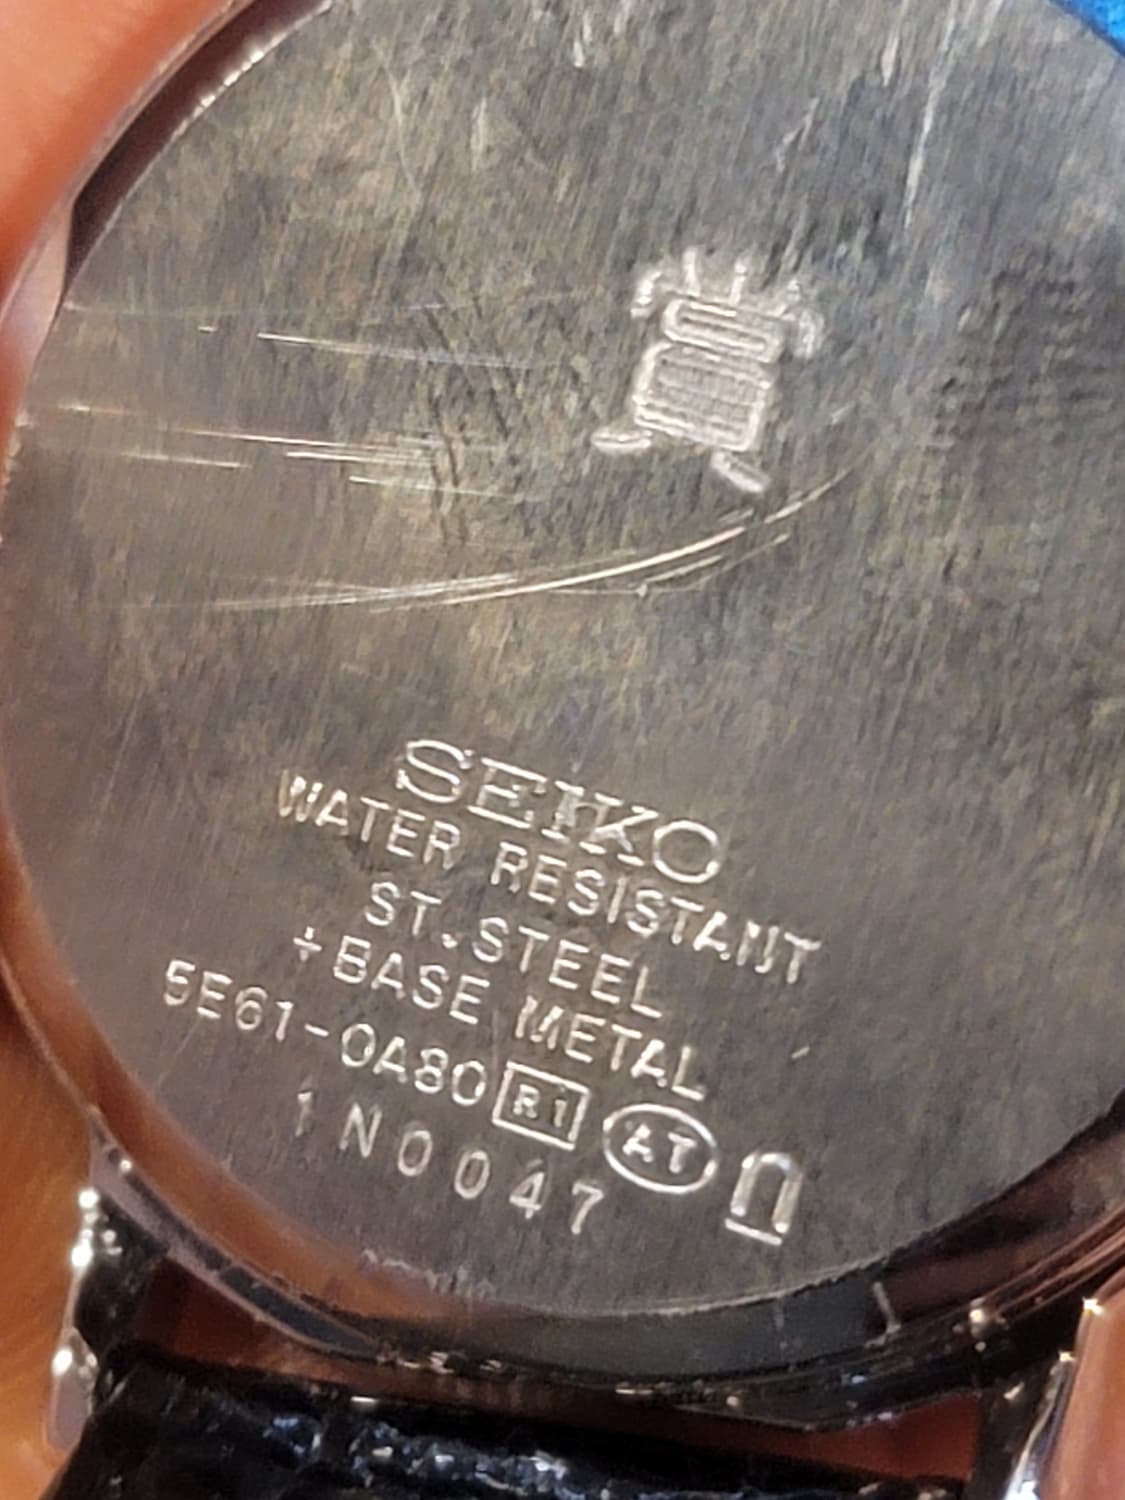 SEIKO
WATER RESISTANT
ST.STEEL
+BASE METAL
5E61-0A80 R1 AT
1N0047